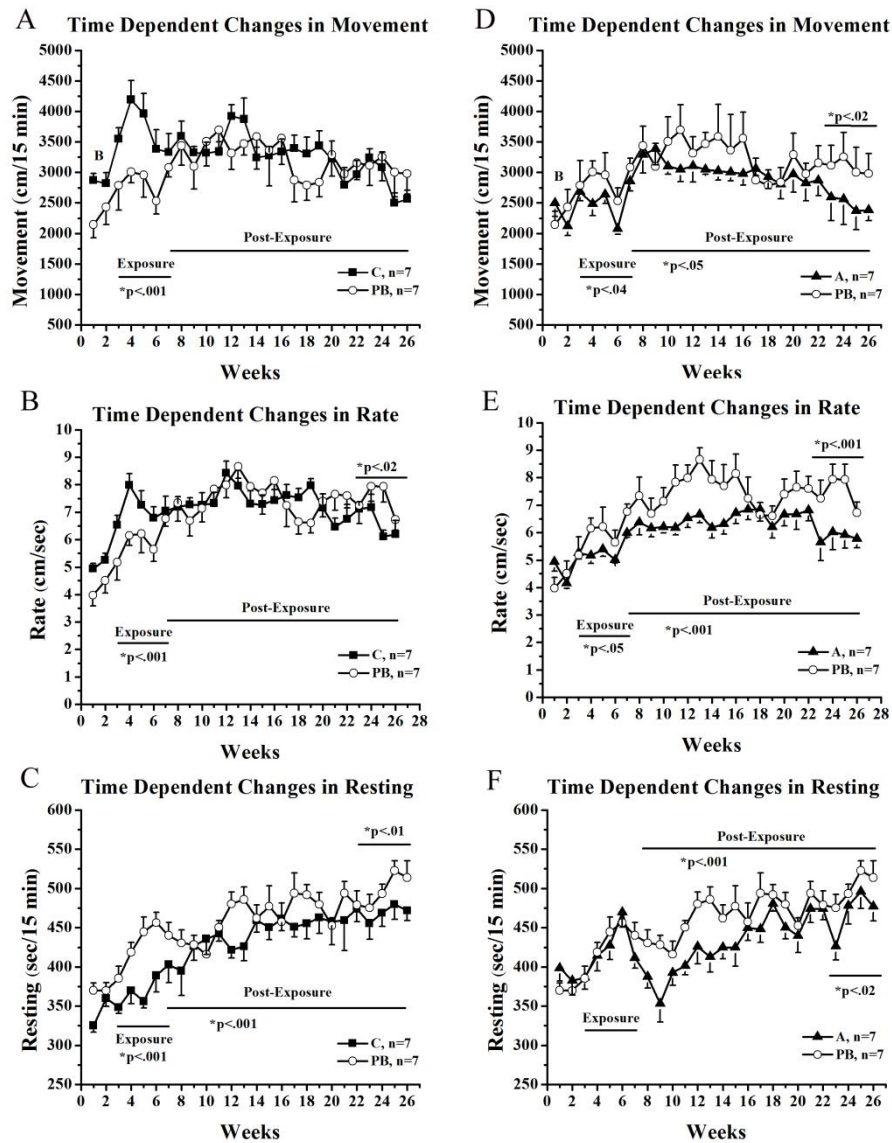 A
Time Dependent Changes in Movement
Movement (cm/15 min)
5000
4500
4000
3500
3000
2500
2000
1500
1000
500
B
Post-Exposure
Exposure
*p<.001
C, n=7
PB, n=7
0 2 4 6 8 10 12 14 16 18 20 22 24 26
Weeks
D
Time Dependent Changes in Movement
Movement (cm/15 min)
5000
4500
4000
3500
3000
2500
2000
1500
1000
500
*p<.02
B
Post-Exposure
Exposure
*p<.05
*p<.04
A, n=7
PB, n=7
0 2 4 6 8 10 12 14 16 18 20 22 24 26 28
Weeks
B
Time Dependent Changes in Rate
Rate (cm/sec)
10
9
8
7
6
5
4
3
2
1
0
*p<.02
Post-Exposure
Exposure
*p<.001
C, n=7
PB, n=7
0 2 4 6 8 10 12 14 16 18 20 22 24 26 28
Weeks
E
Time Dependent Changes in Rate
Rate (cm/sec)
10
9
8
7
6
5
4
3
2
1
0
*p<.001
Post-Exposure
Exposure
*p<.001
*p<.05
A, n=7
PB, n=7
0 2 4 6 8 10 12 14 16 18 20 22 24 26 28
Weeks
C
Time Dependent Changes in Resting
Resting (sec/15 min)
600
550
500
450
400
350
300
250
*p<.01
Post-Exposure
Exposure
*p<.001
*p<.001
C, n=7
PB, n=7
0 2 4 6 8 10 12 14 16 18 20 22 24 26
Weeks
F
Time Dependent Changes in Resting
Resting (sec/15 min)
600
550
500
450
400
350
300
250
Post-Exposure
*p<.001
*p<.02
Exposure
A, n=7
PB, n=7
0 2 4 6 8 10 12 14 16 18 20 22 24 26
Weeks